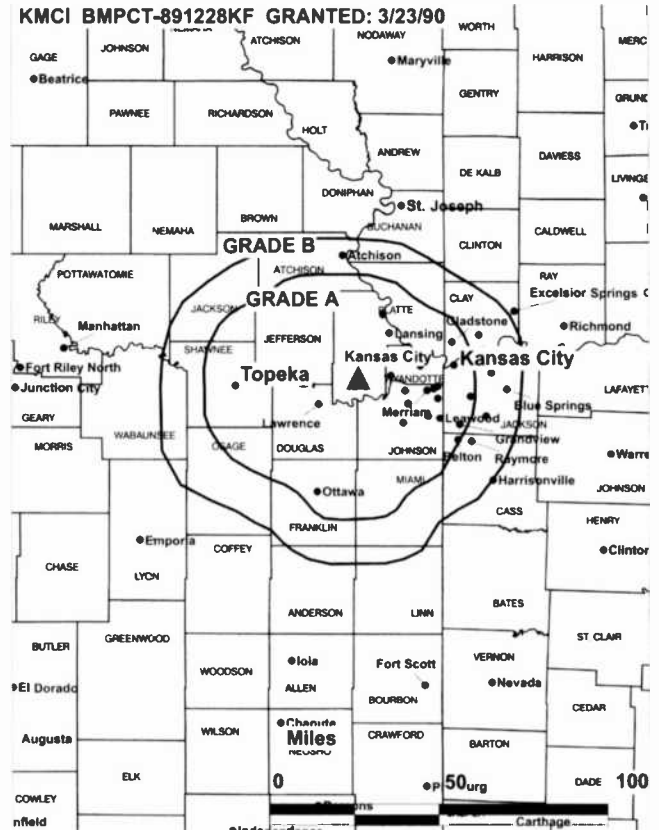 KMCI BMPCT-891228KF GRANTED: 3/23/90
WORTH
NODAWAY
ATCHISON
JOHNSON
GAGE
HARRISON
Maryville
Beatrice
GENTRY
PAWNEE
RICHARDSON
HOLT
ANDREW
DAVIESS
DE KALB
DONIPHAN
St. Joseph
BROWN
BUCHANAN
MARSHALL
NEMAHA
CLINTON
CALDWELL
GRADE B
Atchison
ATCHISON
POTTAWATOMIE
RAY
Excelsior Springs
GRADE A
CLAY
JACKSON
PLATTE
RILEY
Manhattan
JEFFERSON
Lansing
Gladstone
Richmond
SHAWNEE
Kansas City
Kansas City
Fort Riley North
Topeka
WYANDOTTE
Junction City
Blue Springs
Lawrence
Merriam
Leawood
JACKSON
GEARY
WABAUNSEE
OSAGE
DOUGLAS
JOHNSON
Grandview
MORRIS
Belton
Raymore
MIAMI
Harrisonville
Ottawa
JOHNSON
CASS
FRANKLIN
HENRY
Emporia
COFFEY
Clinton
CHASE
LYON
ANDERSON
LINN
BATES
BUTLER
GREENWOOD
ST CLAIR
WOODSON
Iola
Fort Scott
VERNON
El Dorado
ALLEN
Nevada
BOURBON
CEDAR
Chanute
WILSON
Miles
CRAWFORD
BARTON
Augusta
NEOSHO
ELK
0 50 100
DADE
COWLEY
nfield
Carthage